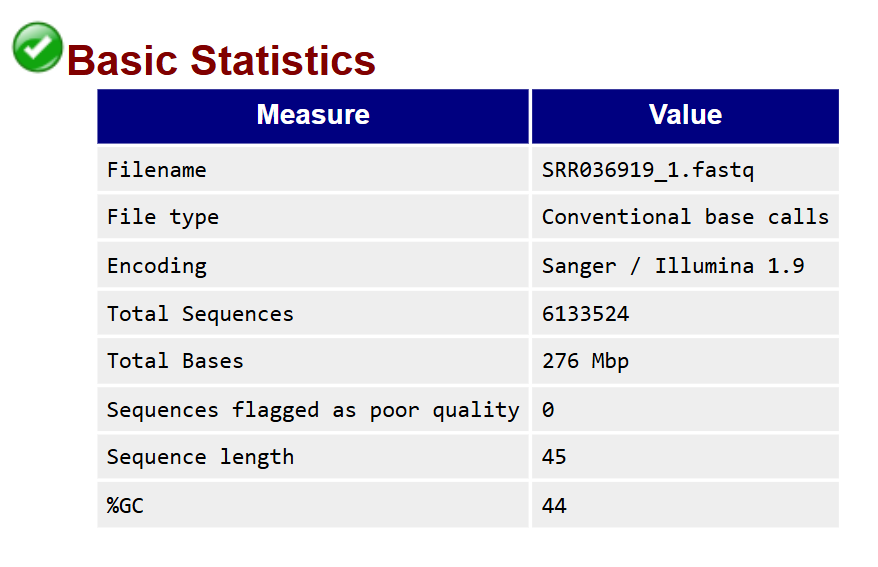 Basic Statistics
Measure Value
Filename SRR036919_1.fastq
File type Conventional base calls
Encoding Sanger / Illumina 1.9
Total Sequences 6133524
Total Bases 276 Mbp
Sequences flagged as poor quality 0
Sequence length 45
%GC 44